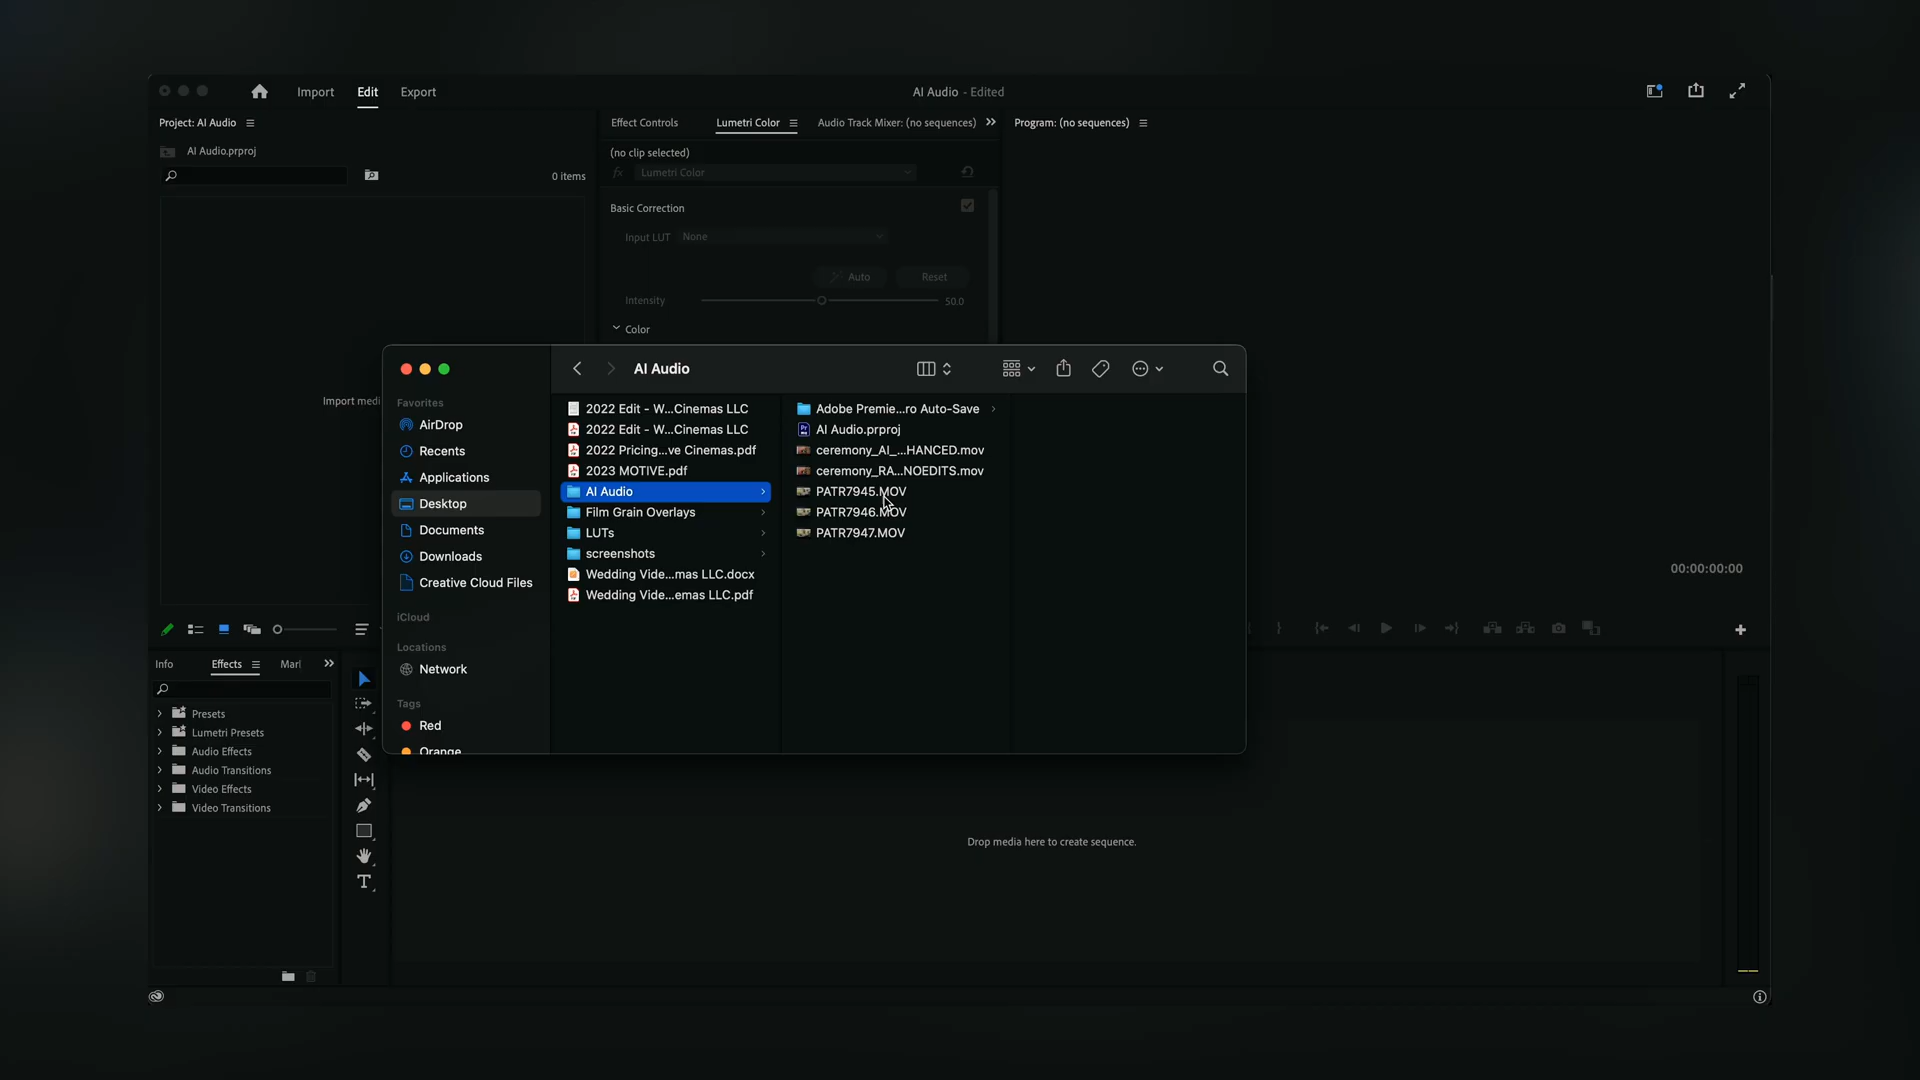 Import
Edit
Export
AI Audio - Edited
Project: AI Audio
AI Audio.prproj
0 items
Effect Controls
Lumetri Color
Audio Track Mixer: (no sequences)
(no clip selected)
fx
Lumetri Color
Basic Correction
Input LUT
None
Auto
Reset
Intensity
50.0
Color
Program: (no sequences)
Import medi
AI Audio
Favorites
AirDrop
Recents
Applications
Desktop
Documents
Downloads
Creative Cloud Files
iCloud
Locations
Network
Tags
Red
Orange
2022 Edit - W...Cinemas LLC
2022 Edit - W...Cinemas LLC
2022 Pricing...ve Cinemas.pdf
2023 MOTIVE.pdf
AI Audio
Film Grain Overlays
LUTs
screenshots
Wedding Vide...mas LLC.docx
Wedding Vide...emas LLC.pdf
Adobe Premie...ro Auto-Save
AI Audio.prproj
ceremony_AI_...HANCED.mov
ceremony_RA...NOEDITS.mov
PATR7945.MOV
PATR7946.MOV
PATR7947.MOV
00:00:00:00
Info
Effects
Mar
Presets
Lumetri Presets
Audio Effects
Audio Transitions
Video Effects
Video Transitions
Drop media here to create sequence.